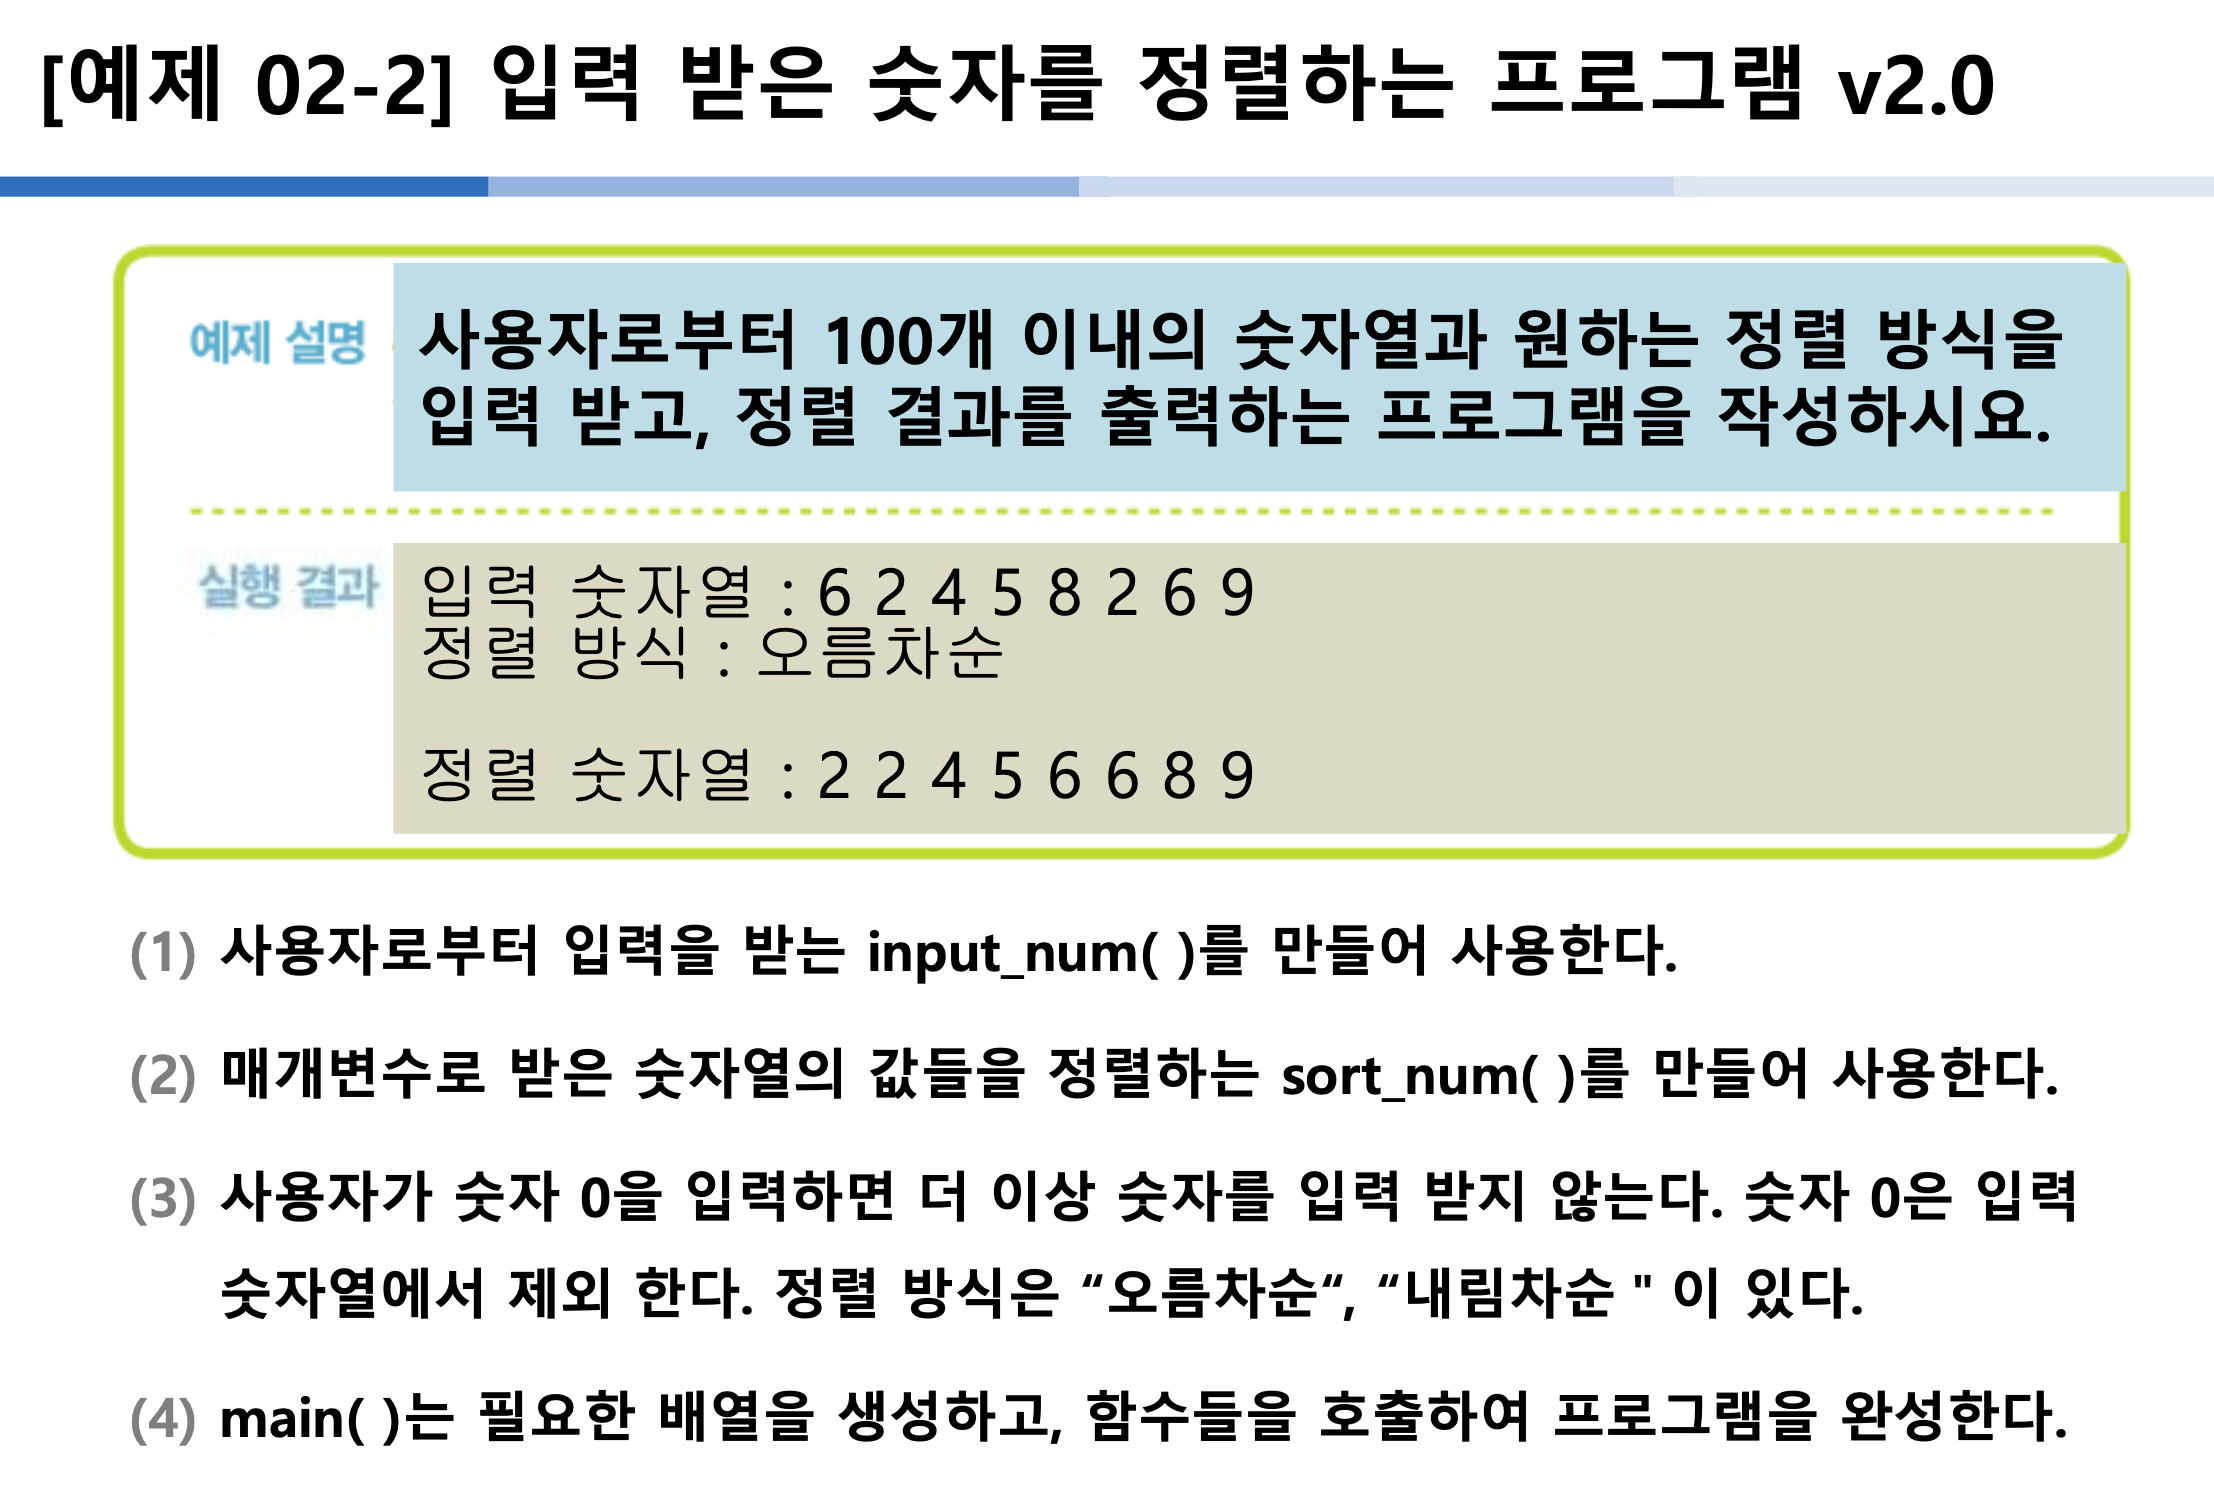 [예제 02-2] 입력 받은 숫자를 정렬하는 프로그램 v2.0
예제 설명
사용자로부터 100개 이내의 숫자열과 원하는 정렬 방식을
입력 받고, 정렬 결과를 출력하는 프로그램을 작성하시요.
실행 결과
입력 숫자열 : 6 2 4 5 8 2 6 9
정렬 방식 : 오름차순
정렬 숫자열 : 2 2 4 5 6 6 8 9
(1) 사용자로부터 입력을 받는 input_num( )를 만들어 사용한다.
(2) 매개변수로 받은 숫자열의 값들을 정렬하는 sort_num( )를 만들어 사용한다.
(3) 사용자가 숫자 0을 입력하면 더 이상 숫자를 입력 받지 않는다. 숫자 0은 입력
숫자열에서 제외 한다. 정렬 방식은 “오름차순“, “내림차순 " 이 있다.
(4) main( )는 필요한 배열을 생성하고, 함수들을 호출하여 프로그램을 완성한다.